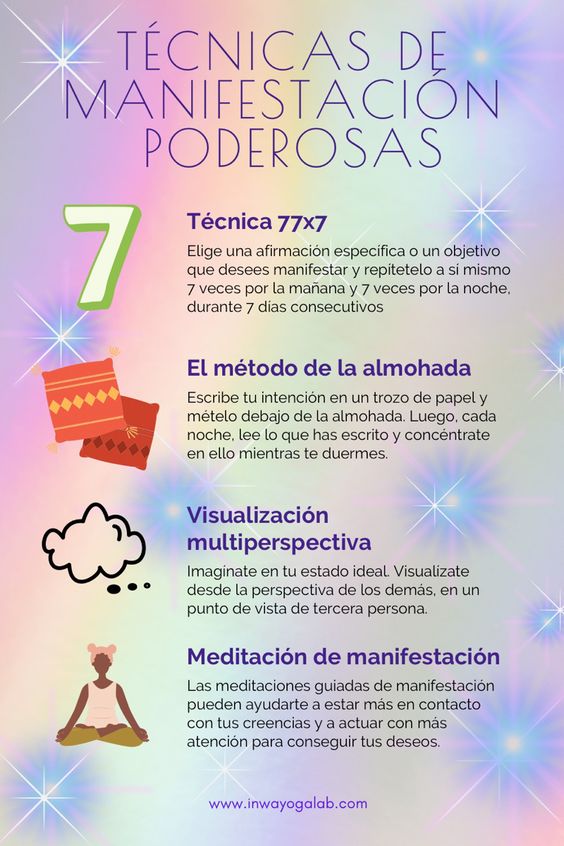 TÉCNICAS DE
MANIFESTACIÓN
PODEROSAS
7
Técnica 77x7
Elige una afirmación específica o un objetivo
que desees manifestar y repítetelo a sí mismo
7 veces por la mañana y 7 veces por la noche,
durante 7 días consecutivos
El método de la almohada
Escribe tu intención en un trozo de papel y
mételo debajo de la almohada. Luego, cada
noche, lee lo que has escrito y concéntrate
en ello mientras te duermes.
Visualización
multiperspectiva
Imagínate en tu estado ideal. Visualízate
desde la perspectiva de los demás, en un
punto de vista de tercera persona.
Meditación de manifestación
Las meditaciones guiadas de manifestación
pueden ayudarte a estar más en contacto
con tus creencias y a actuar con más
atención para conseguir tus deseos.
www.inwayogalab.com